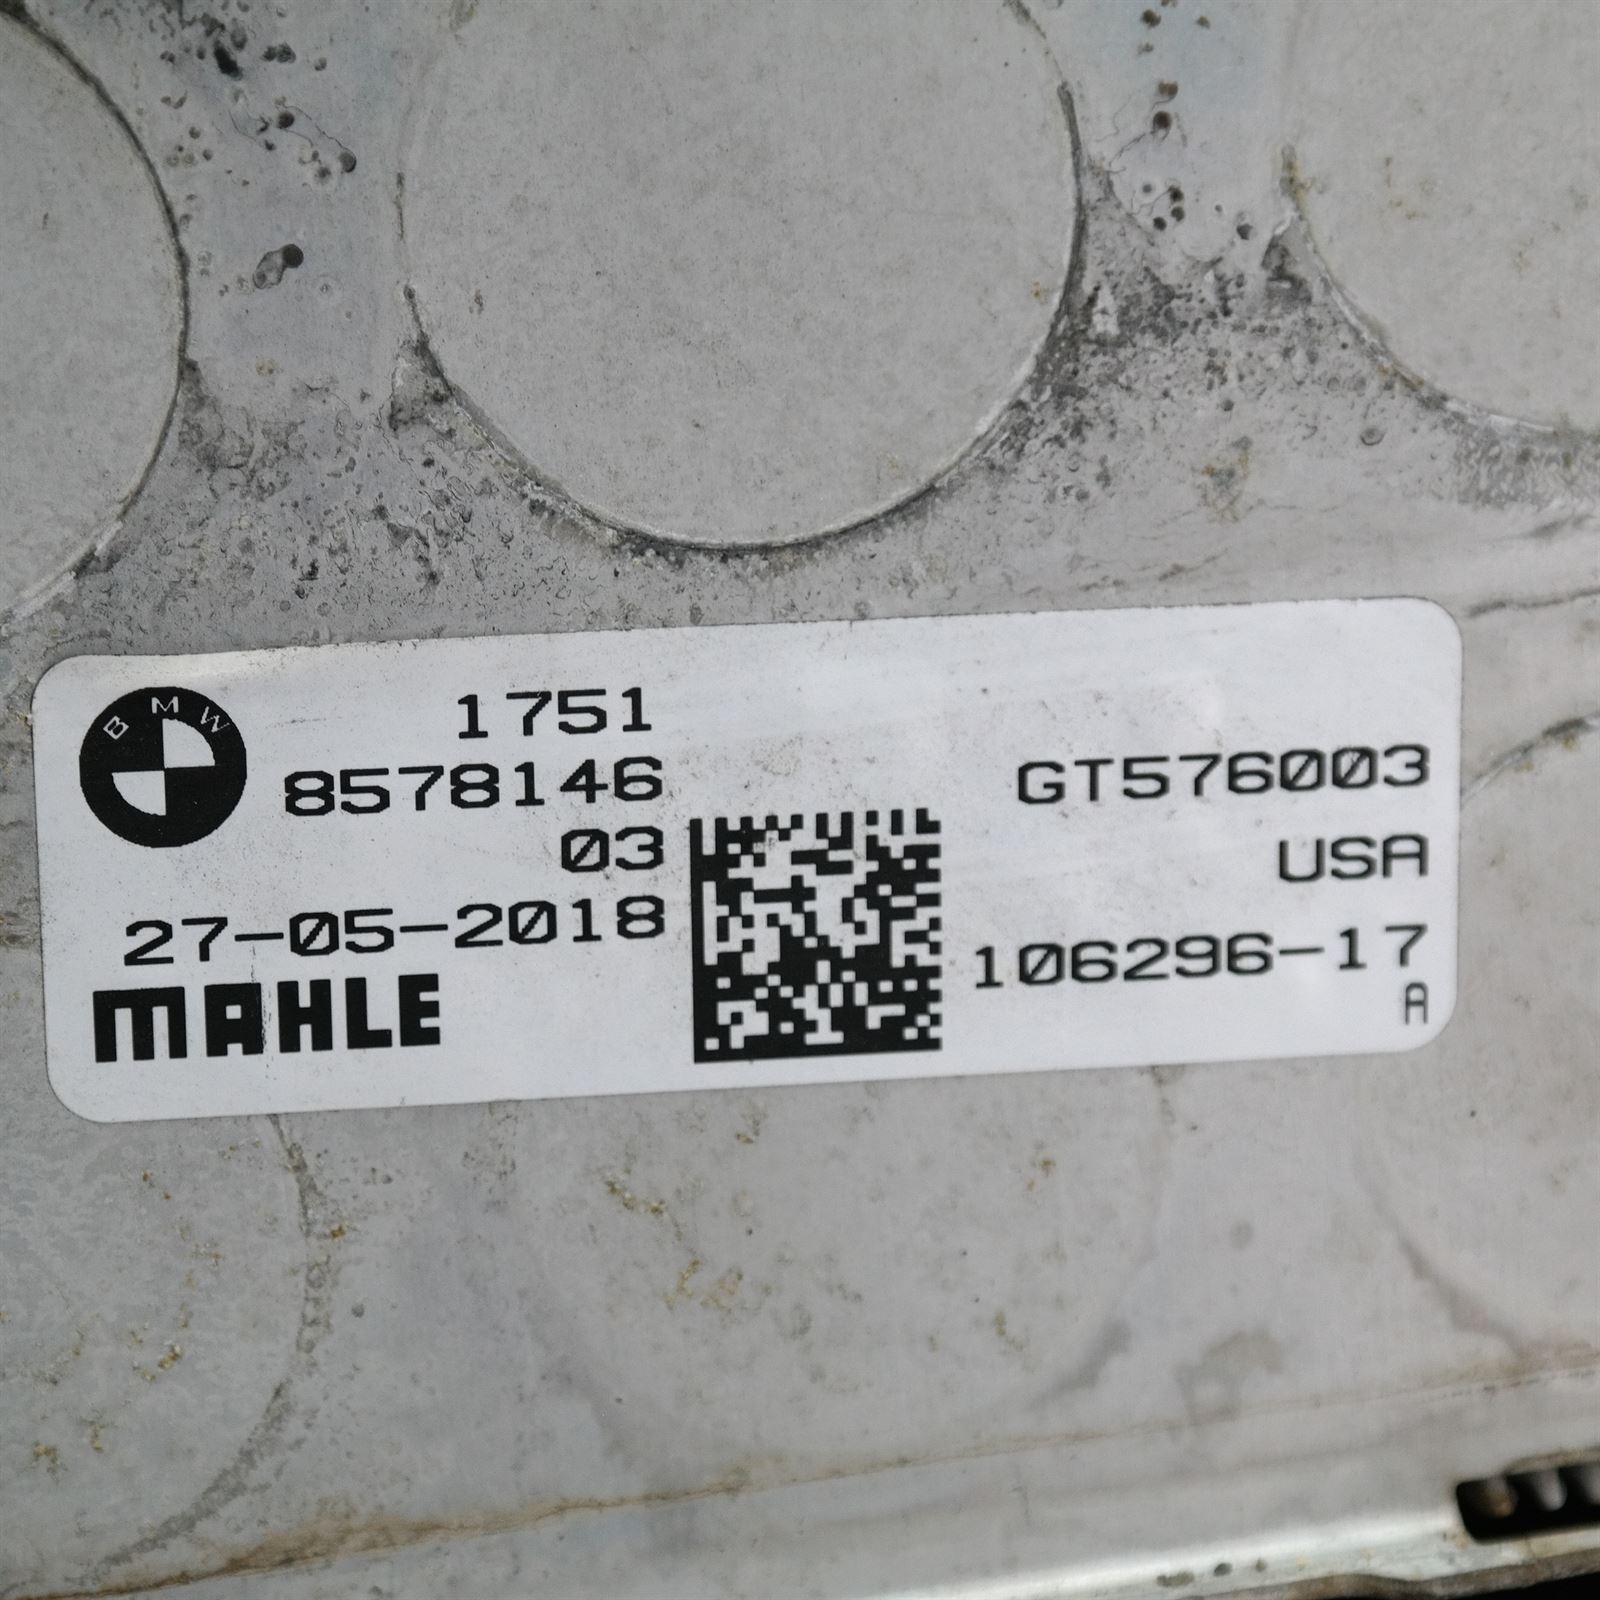 BMW
1751
8578146
03
27-05-2018
MAHLE
GT576003
USA
106296-17
A